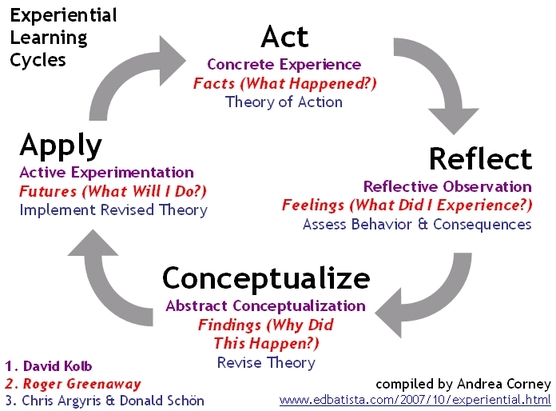 Experiential
Learning
Cycles
Act
Concrete Experience
Facts (What Happened?)
Theory of Action
Reflect
Reflective Observation
Feelings (What Did I Experience?)
Assess Behavior & Consequences
Conceptualize
Abstract Conceptualization
Findings (Why Did
This Happen?)
Revise Theory
Apply
Active Experimentation
Futures (What Will I Do?)
Implement Revised Theory
1. David Kolb
2. Roger Greenaway
3. Chris Argyris & Donald Schön
compiled by Andrea Corney
www.edbatista.com/2007/10/experiential.html